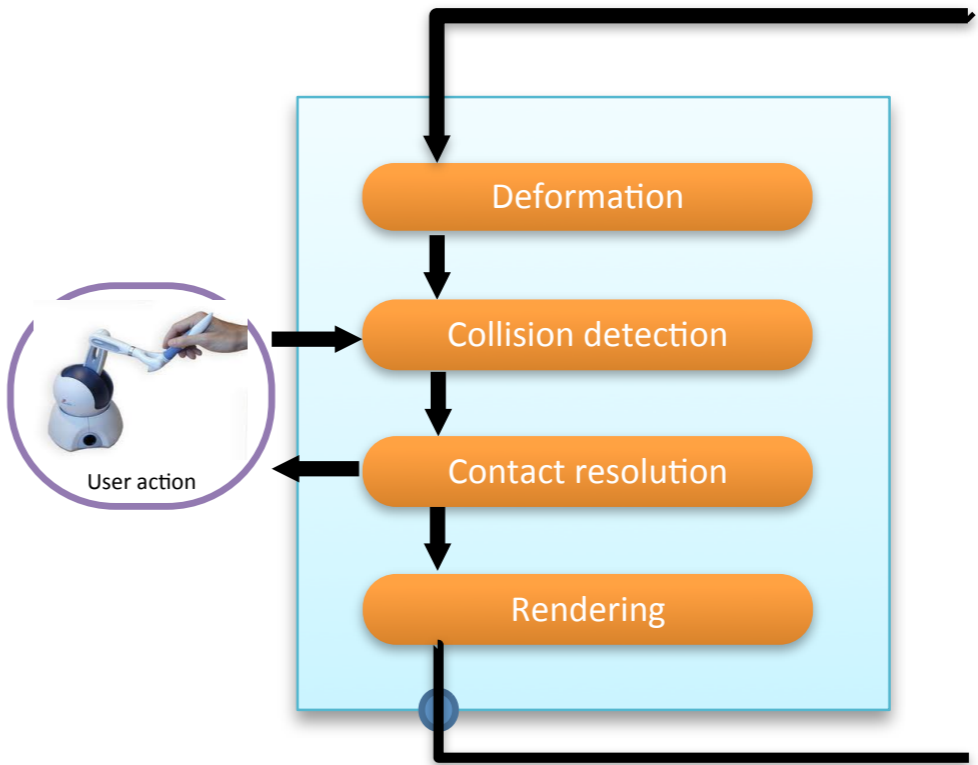 Deformation
Collision detection
User action
Contact resolution
Rendering